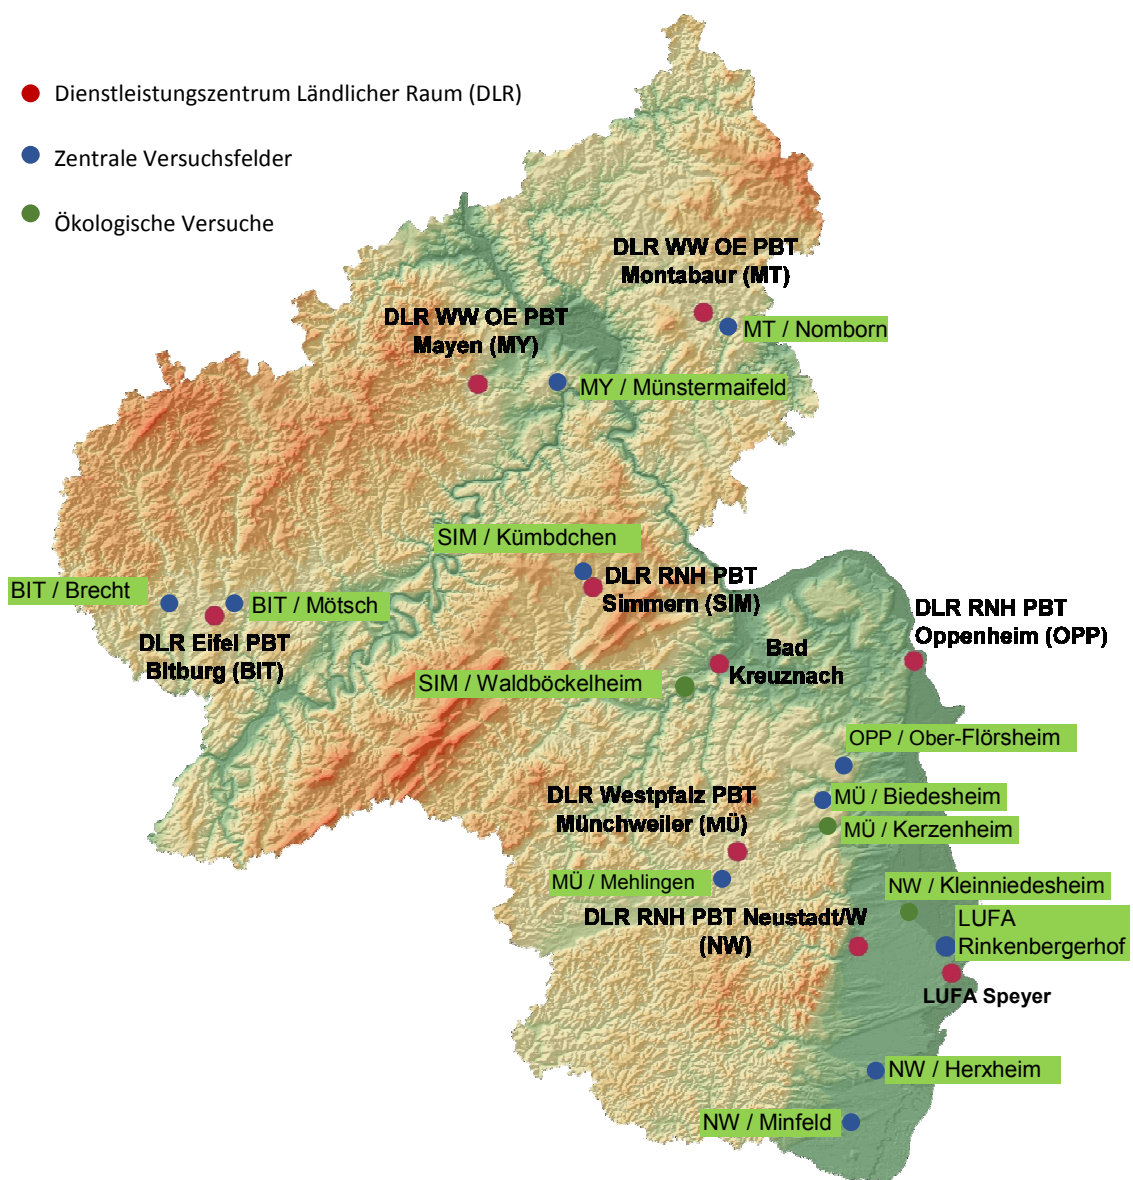 Dienstleistungszentrum Ländlicher Raum (DLR)
Zentrale Versuchsfelder
Ökologische Versuche
DLR WW OE PBT
Montabaur (MT)
MT / Nomborn
DLR WW OE PBT
Mayen (MY)
MY / Münstermaifeld
SIM / Kümbdchen
DLR RNH PBT
Simmern (SIM)
BIT / Brecht
BIT / Mötsch
DLR Eifel PBT
Bitburg (BIT)
DLR RNH PBT
Oppenheim (OPP)
Bad
Kreuznach
SIM / Waldböckelheim
OPP / Ober-Flörsheim
DLR Westpfalz PBT
Münchweiler (MÜ)
MÜ / Biedesheim
MÜ / Kerzenheim
MÜ / Mehlingen
NW / Kleinniedesheim
DLR RNH PBT Neustadt/W
(NW)
LUFA
Rinkenbergerhof
LUFA Speyer
NW / Herxheim
NW / Minfeld